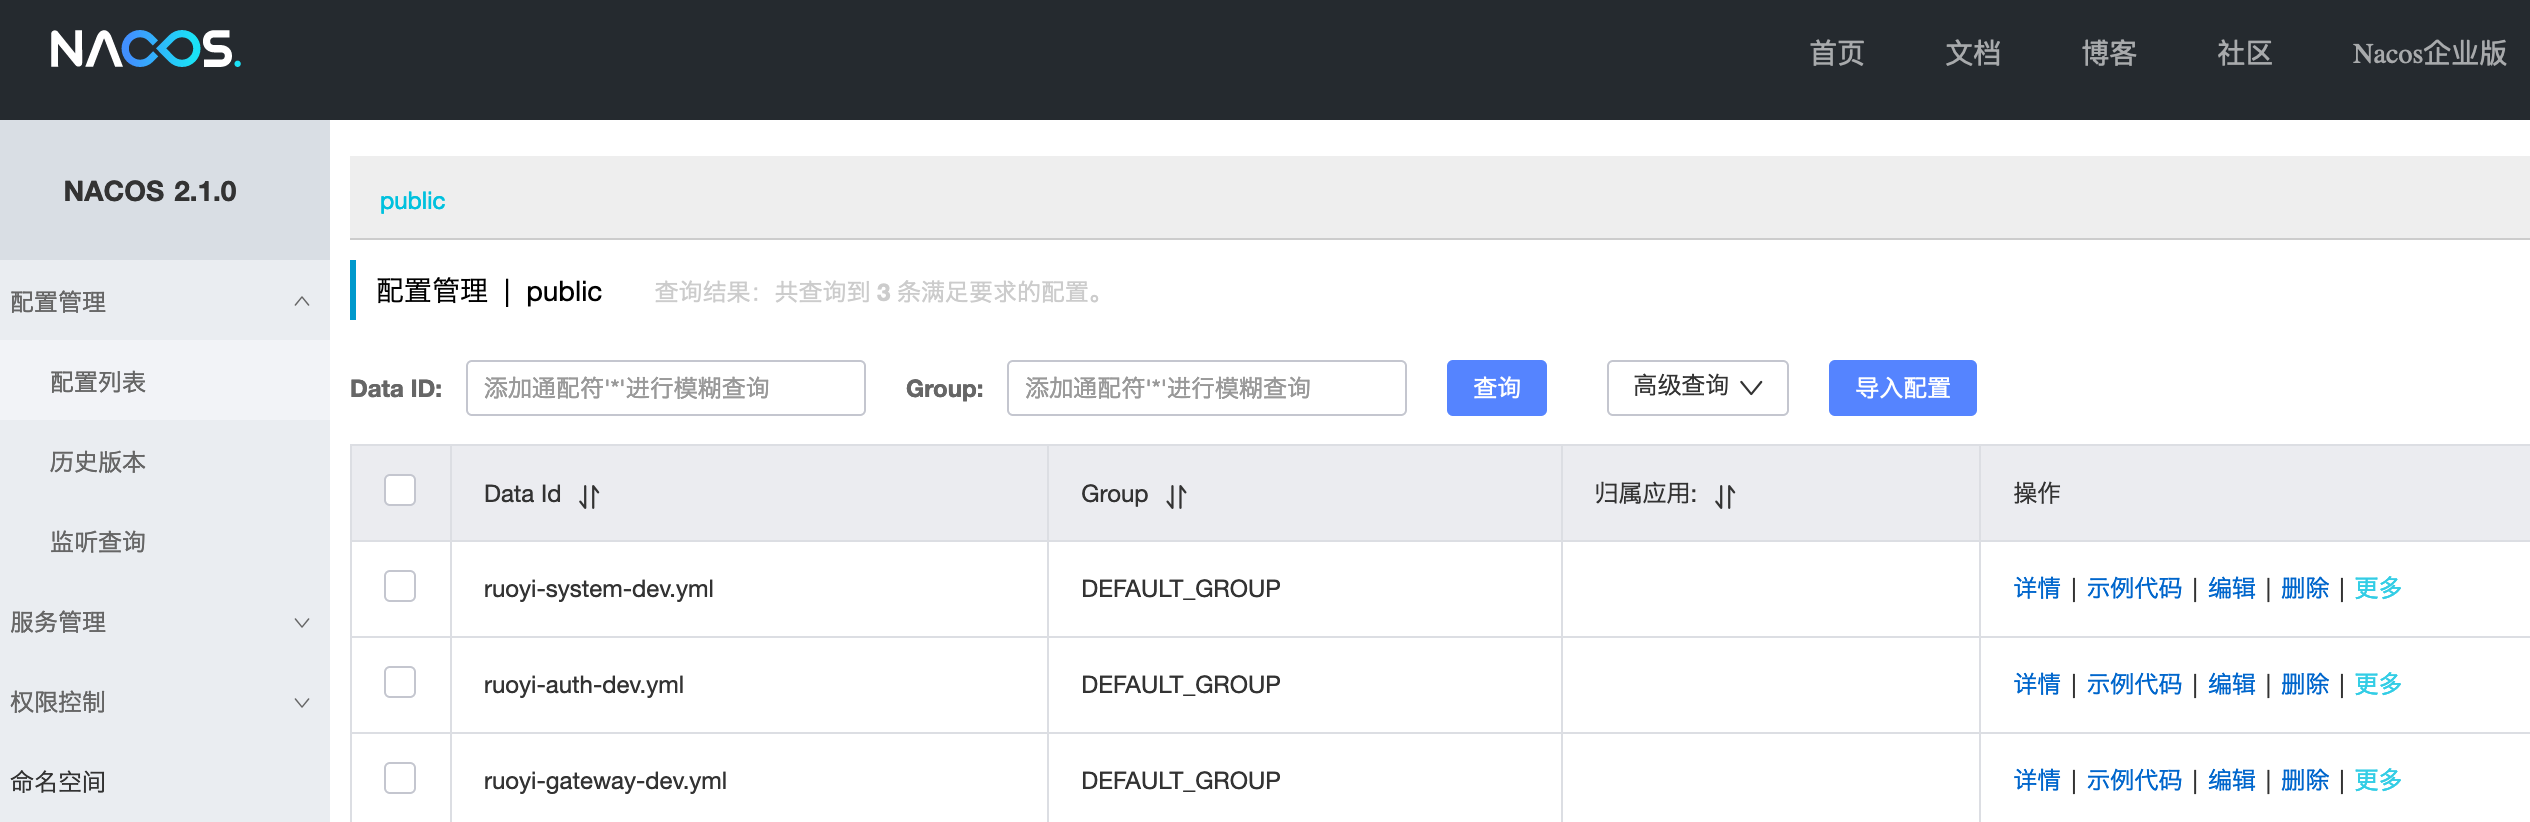 NACOS.
首页 文档 博客 社区 Nacos企业版
NACOS 2.1.0
配置管理
配置列表
历史版本
监听查询
服务管理
权限控制
命名空间
public
配置管理 | public 查询结果：共查询到 3 条满足要求的配置。
Data ID: 添加通配符'*'进行模糊查询 Group: 添加通配符'*'进行模糊查询 查询 高级查询 导入配置
Data Id Group 归属应用: 操作
ruoyi-system-dev.yml DEFAULT_GROUP 详情 | 示例代码 | 编辑 | 删除 | 更多
ruoyi-auth-dev.yml DEFAULT_GROUP 详情 | 示例代码 | 编辑 | 删除 | 更多
ruoyi-gateway-dev.yml DEFAULT_GROUP 详情 | 示例代码 | 编辑 | 删除 | 更多